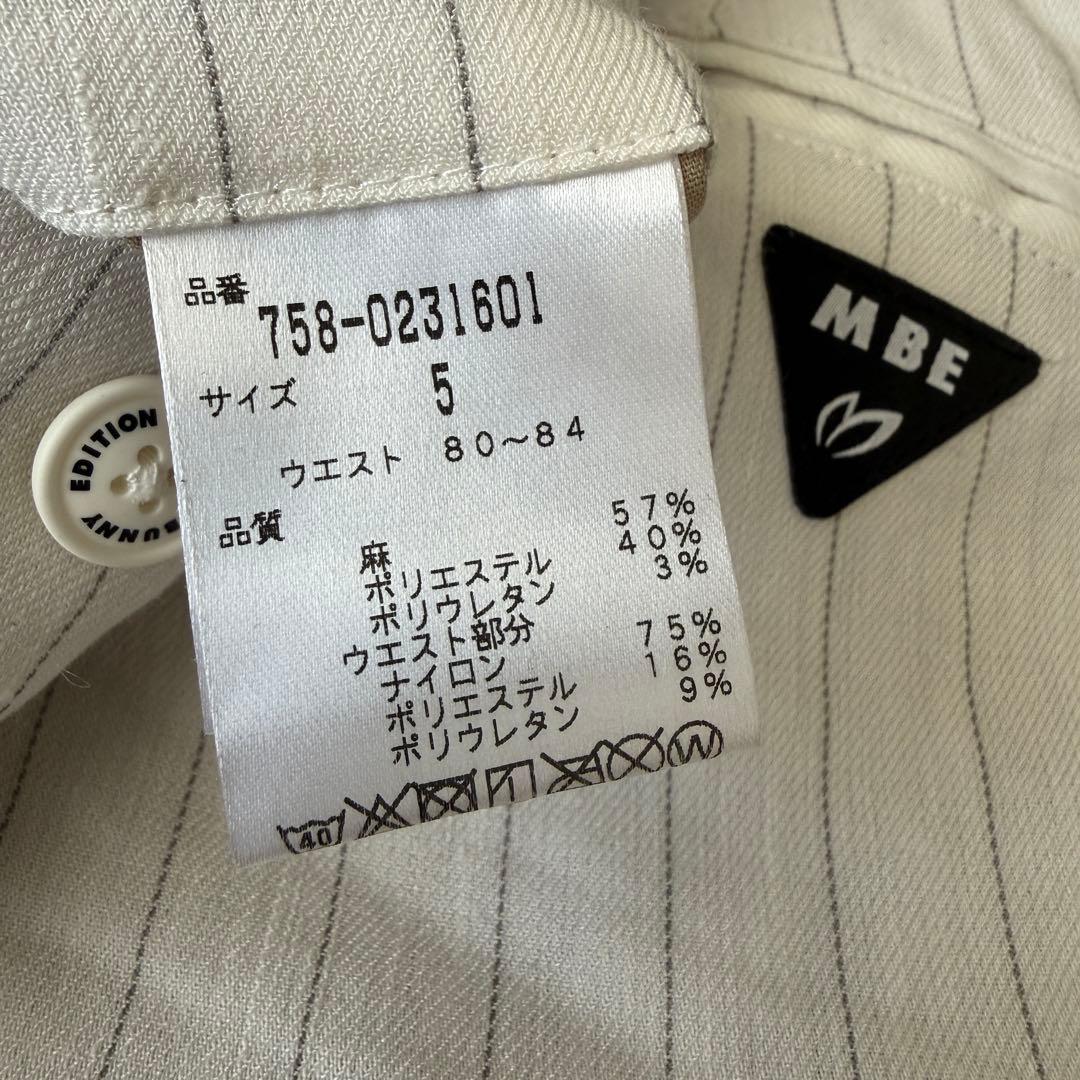 品番
758-0231601
サイズ 5
ウエスト 80～84
品質
麻 57%
ポリエステル 40%
ポリウレタン 3%
ウエスト部分
ナイロン 75%
ポリエステル 16%
ポリウレタン 9%
40
W
MBE
EDITION
BUNNY